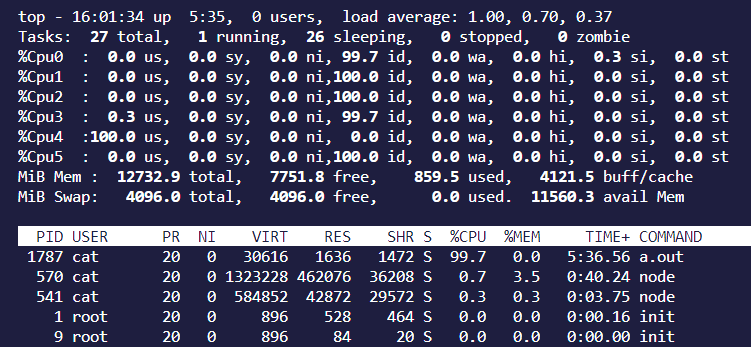 top - 16:01:34 up  5:35,  0 users,  load average: 1.00, 0.70, 0.37
Tasks:  27 total,   1 running,  26 sleeping,   0 stopped,   0 zombie
%Cpu0  :  0.0 us,  0.0 sy,  0.0 ni, 99.7 id,  0.0 wa,  0.0 hi,  0.3 si,  0.0 st
%Cpu1  :  0.0 us,  0.0 sy,  0.0 ni,100.0 id,  0.0 wa,  0.0 hi,  0.0 si,  0.0 st
%Cpu2  :  0.0 us,  0.0 sy,  0.0 ni,100.0 id,  0.0 wa,  0.0 hi,  0.0 si,  0.0 st
%Cpu3  :  0.3 us,  0.0 sy,  0.0 ni, 99.7 id,  0.0 wa,  0.0 hi,  0.0 si,  0.0 st
%Cpu4  :100.0 us,  0.0 sy,  0.0 ni,  0.0 id,  0.0 wa,  0.0 hi,  0.0 si,  0.0 st
%Cpu5  :  0.0 us,  0.0 sy,  0.0 ni,100.0 id,  0.0 wa,  0.0 hi,  0.0 si,  0.0 st
MiB Mem :  12732.9 total,   7751.8 free,    859.5 used,   4121.5 buff/cache
MiB Swap:   4096.0 total,   4096.0 free,      0.0 used.  11560.3 avail Mem
PID USER      PR  NI    VIRT    RES    SHR S  %CPU  %MEM     TIME+ COMMAND
1787 cat       20   0   30616   1636   1472 S  99.7   0.0   5:36.56 a.out
570 cat       20   0 1323228 462076  36208 S   0.7   3.5   0:40.24 node
541 cat       20   0  584852  42872  29572 S   0.3   0.3   0:03.75 node
1 root      20   0     896    528    464 S   0.0   0.0   0:00.16 init
9 root      20   0     896     84     20 S   0.0   0.0   0:00.00 init